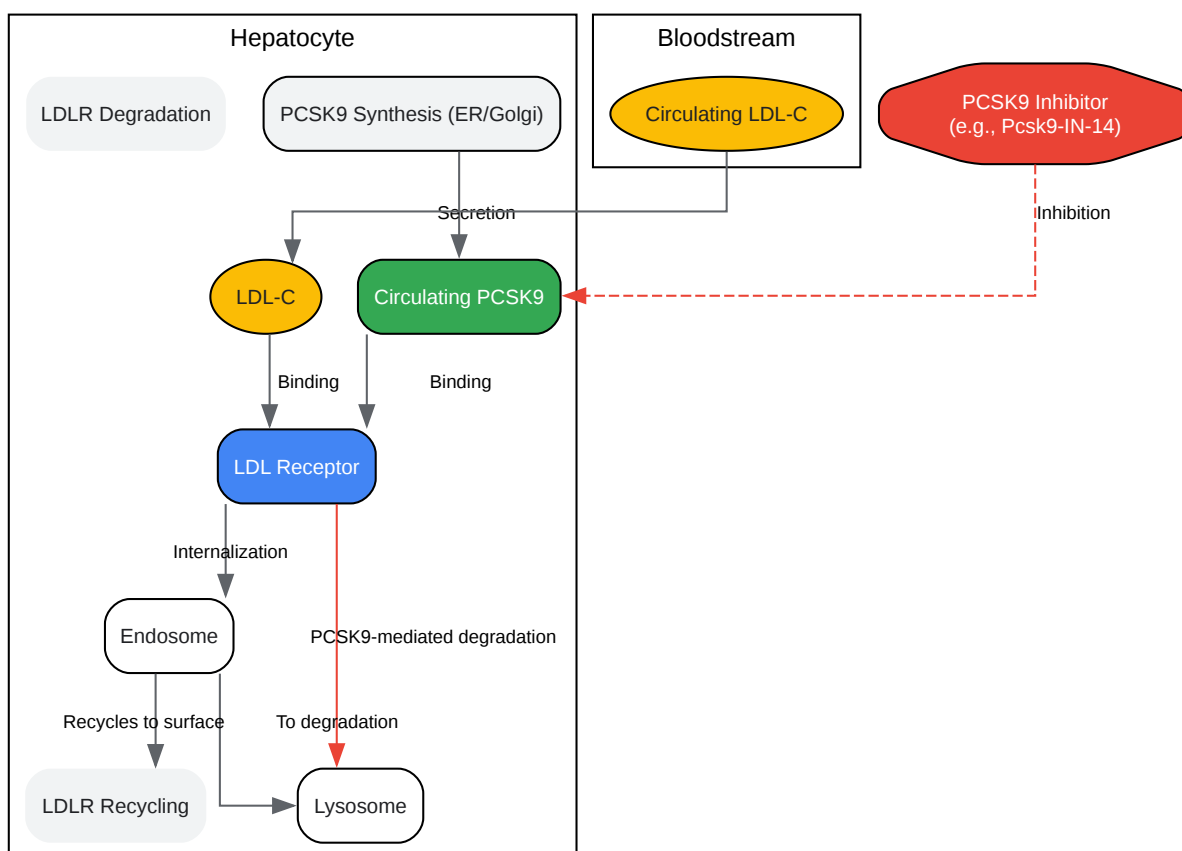 Hepatocyte
Bloodstream
LDLR Degradation
PCSK9 Synthesis (ER/Golgi)
Circulating LDL-C
PCSK9 Inhibitor
(e.g., Pcsk9-IN-14)
Secretion
Inhibition
LDL-C
Circulating PCSK9
Binding
Binding
LDL Receptor
Internalization
Endosome
PCSK9-mediated degradation
Recycles to surface
To degradation
LDLR Recycling
Lysosome